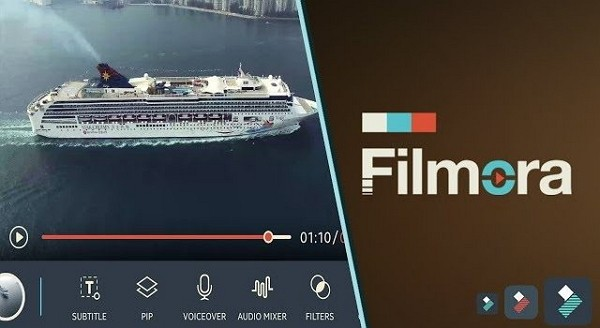 Filmora
01:10/
SUBTITLE
PIP
VOICEOVER
AUDIO MIXER
FILTERS